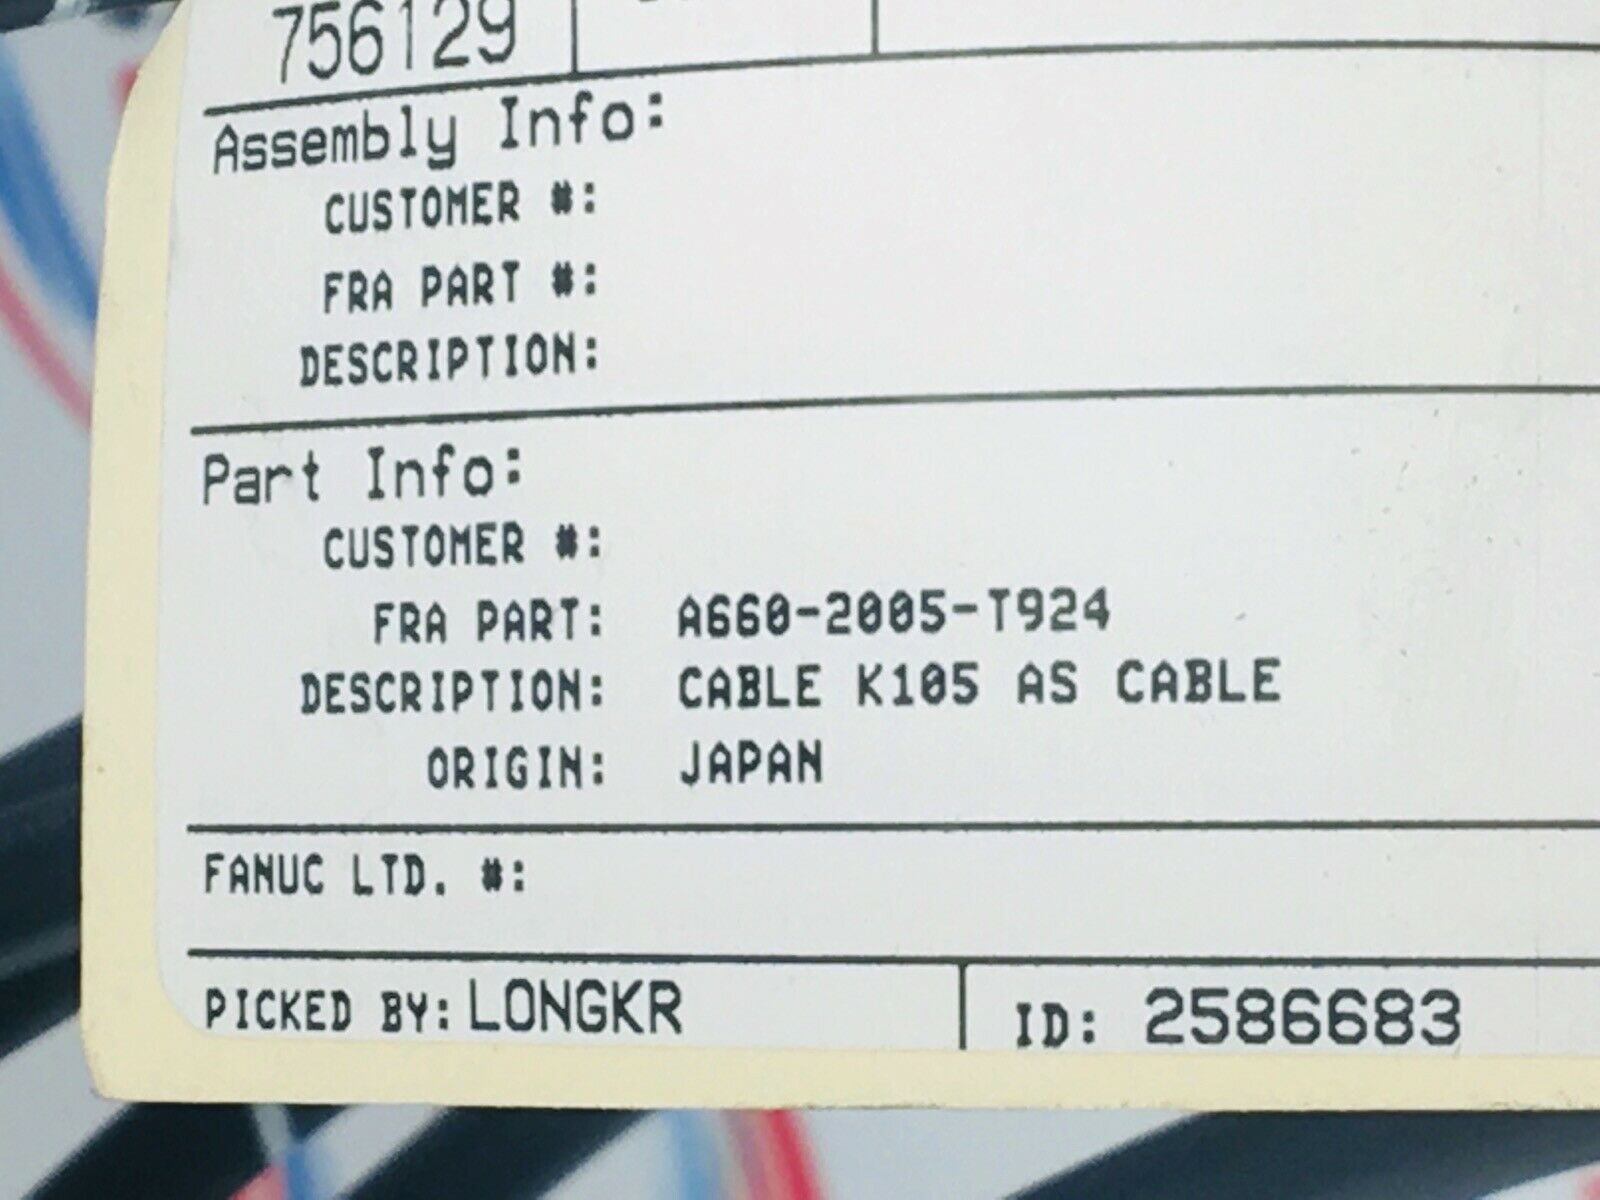 756129
Assembly Info:
CUSTOMER #:
FRA PART #:
DESCRIPTION:
Part Info:
CUSTOMER #:
FRA PART: A660-2005-T924
DESCRIPTION: CABLE K105 AS CABLE
ORIGIN: JAPAN
FANUC LTD. #:
PICKED BY: LONGKR ID: 2586683